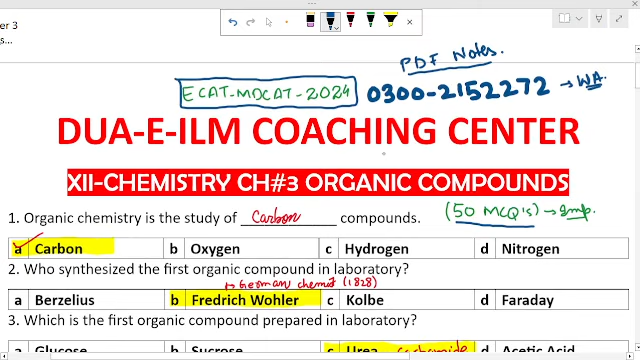 er 3
s...
PDF Notes.
ECAT-MDCAT-2024 0300-2152272 → WA.
DUA-E-ILM COACHING CENTER
XII-CHEMISTRY CH#3 ORGANIC COMPOUNDS
1. Organic chemistry is the study of Carbon compounds. (50 MCQ's) → Imp.
a Carbon b Oxygen c Hydrogen d Nitrogen
2. Who synthesized the first organic compound in laboratory?
→ German chemist (1828)
a Berzelius b Fredrich Wohler c Kolbe d Faraday
3. Which is the first organic compound prepared in laboratory?
a Glucose b Sucrose c Urea carbamide d Acetic Acid